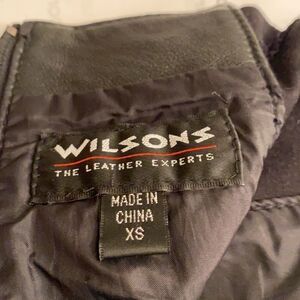 WILSONS
THE LEATHER EXPERTS
MADE IN
CHINA
XS